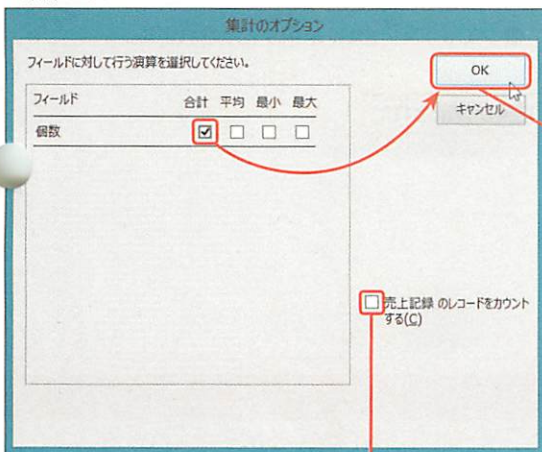 集計のオプション
フィールドに対して行う演算を選択してください。
フィールド 合計 平均 最小 最大
個数
OK
キャンセル
売上記録 のレコードをカウント
する(C)